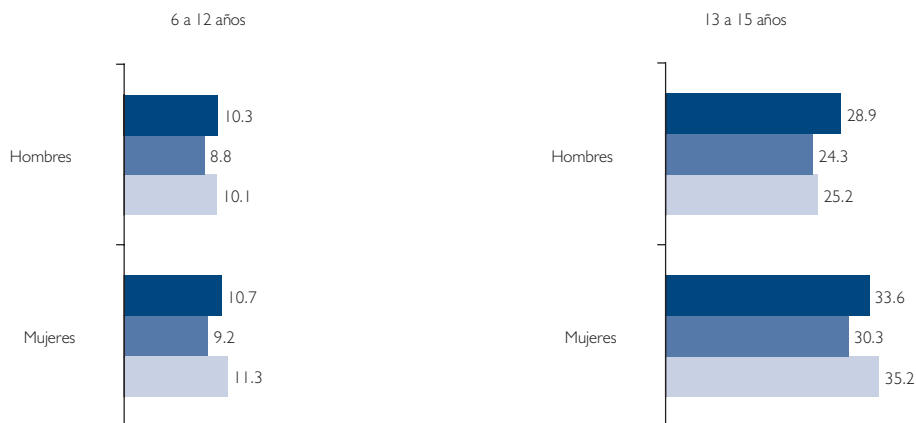 6 a 12 años
Hombres
10.3
8.8
10.1
Mujeres
10.7
9.2
11.3
13 a 15 años
Hombres
28.9
24.3
25.2
Mujeres
33.6
30.3
35.2